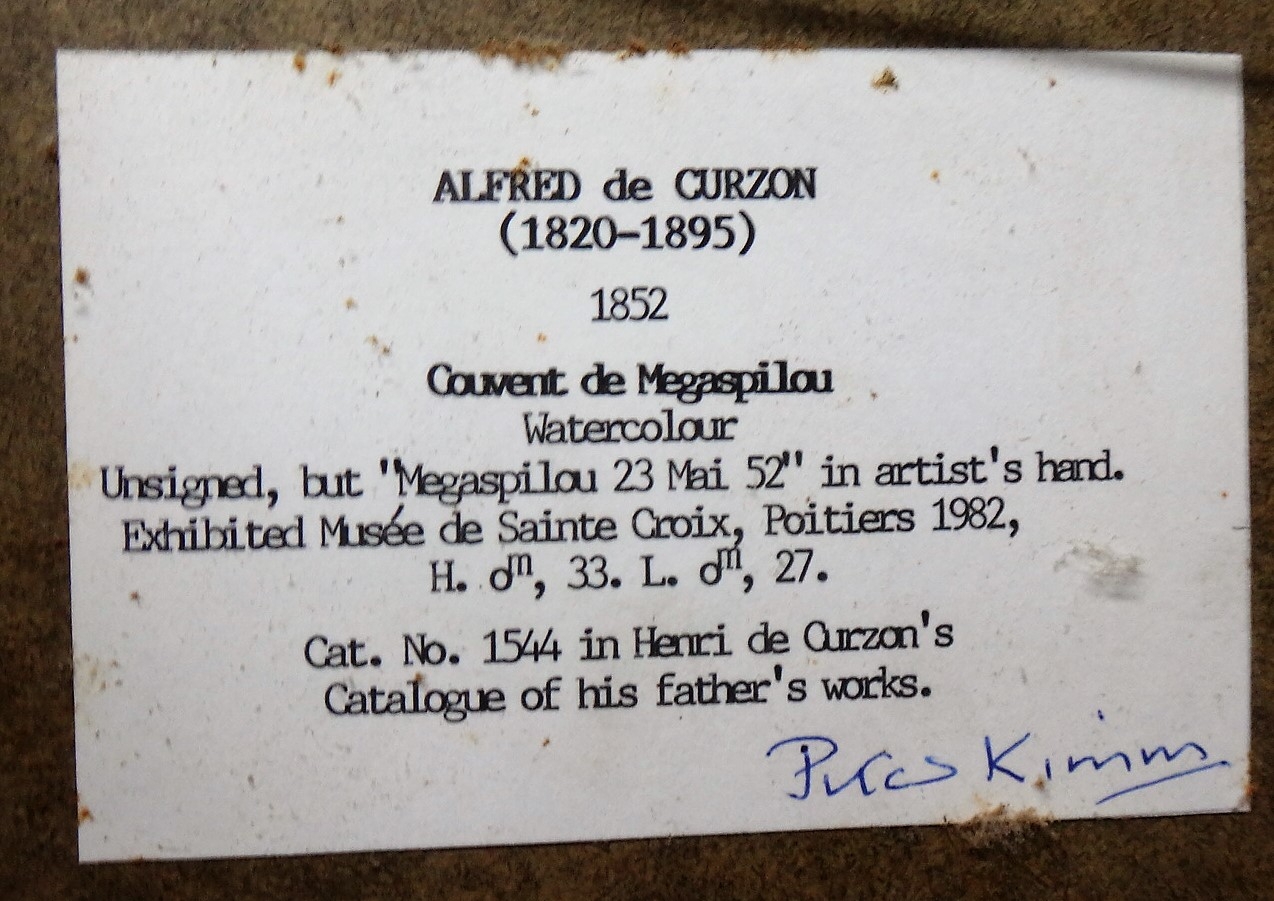 ALFRED de CURZON
(1820-1895)
1852
Couvent de Megaspilou
Watercolour
Unsigned, but "Megaspilou 23 Mai 52" in artist's hand.
Exhibited Musée de Sainte Croix, Poitiers 1982,
H. dm, 33. L. dm, 27.
Cat. No. 1544 in Henri de Curzon's
Catalogue of his father's works.